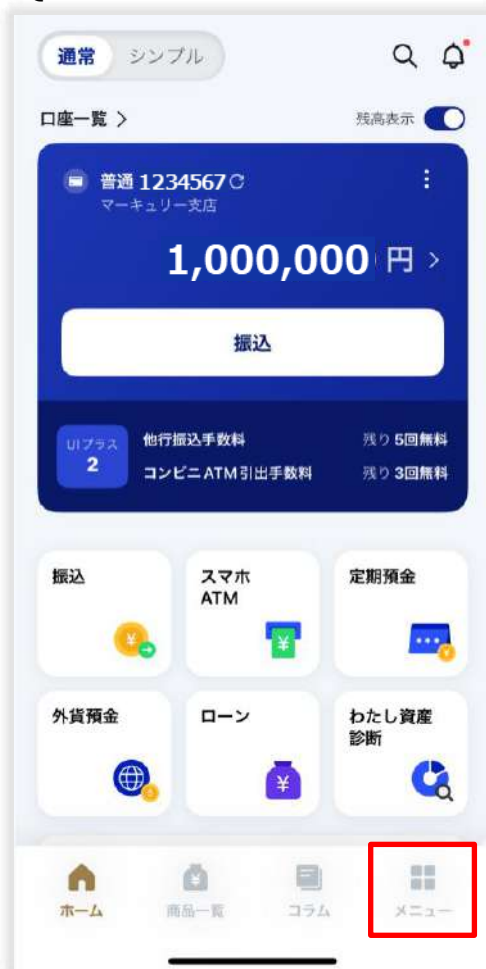 通常 シンプル
口座一覧 >
残高表示
普通 1234567
マーキュリー支店
1,000,000 円 >
振込
UIプラス
2
他行振込手数料 残り 5回無料
コンビニATM引出手数料 残り 3回無料
振込
スマホ
ATM
定期預金
外貨預金
ローン
わたし資産
診断
ホーム
商品一覧
コラム
メニュー